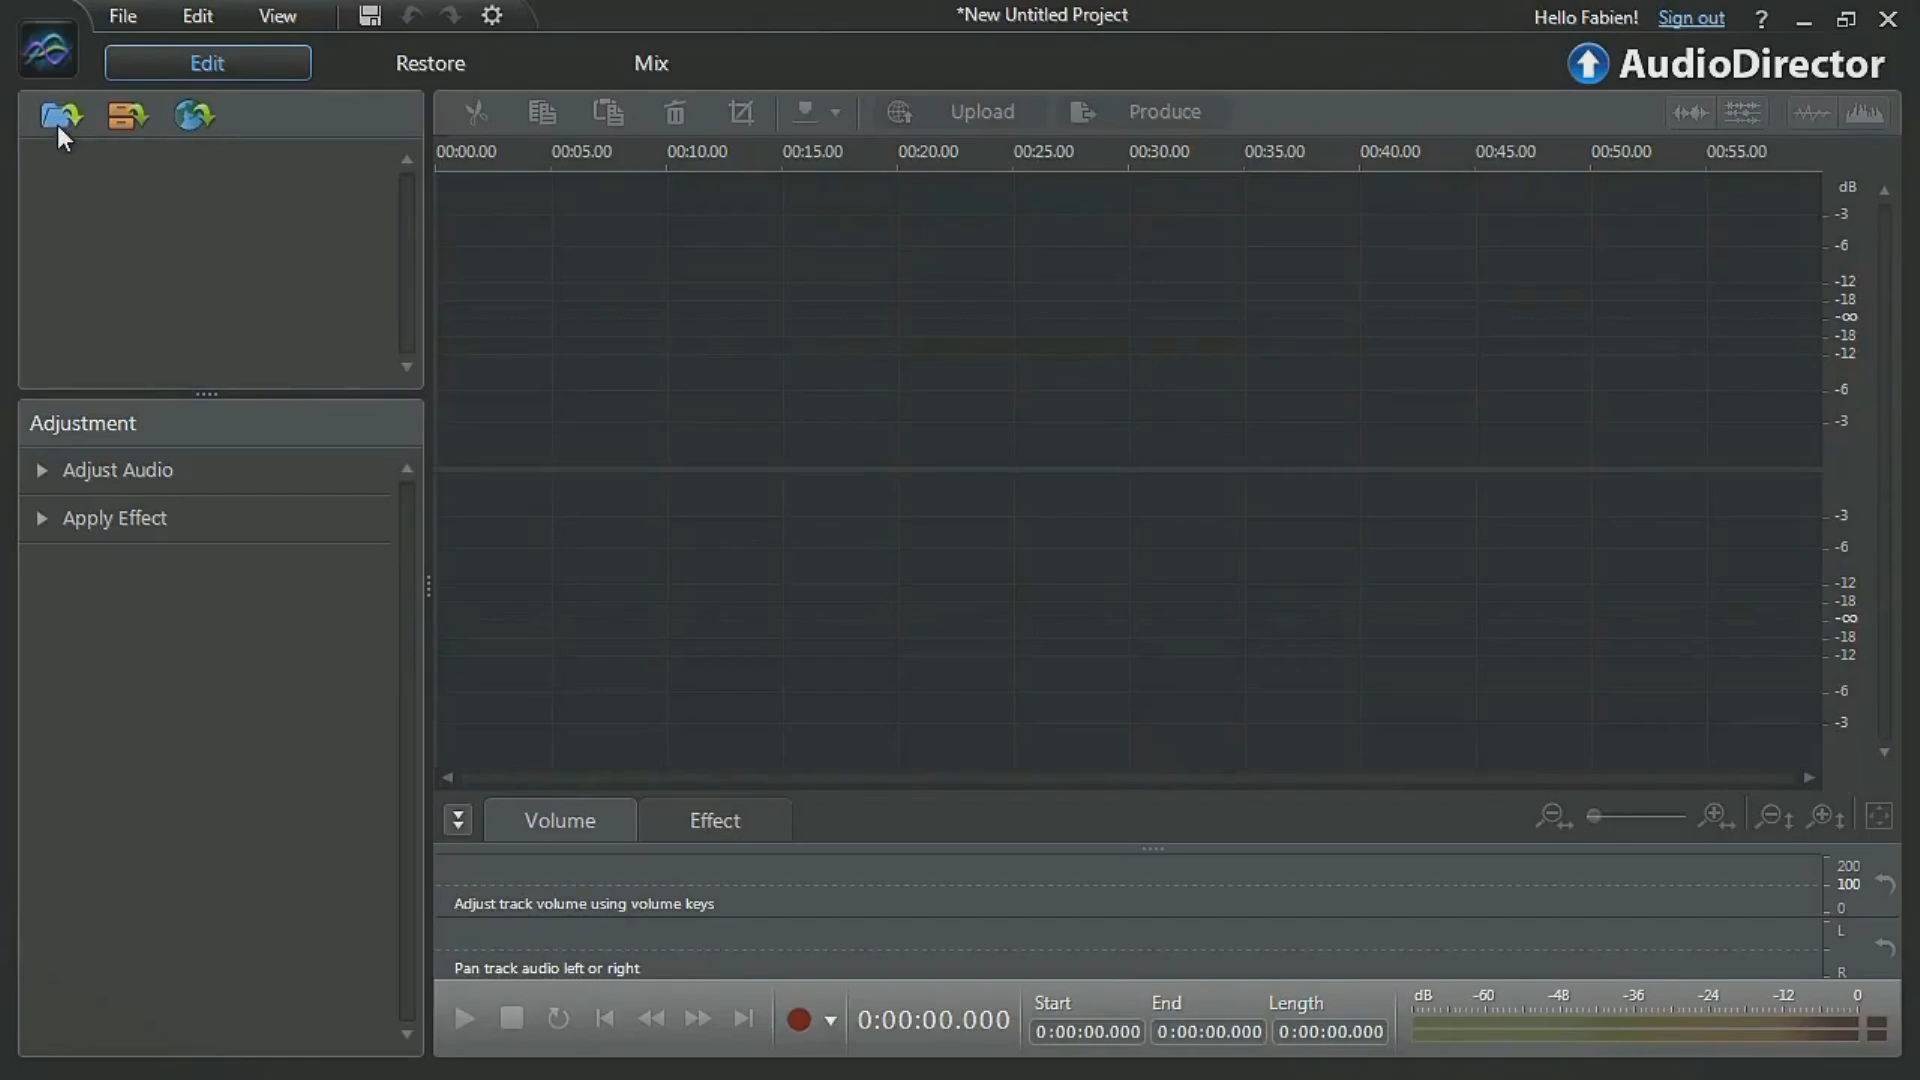 File Edit View *New Untitled Project Hello Fabien! Sign out ?
Edit Restore Mix AudioDirector
Upload Produce
00:00.00 00:05.00 00:10.00 00:15.00 00:20.00 00:25.00 00:30.00 00:35.00 00:40.00 00:45.00 00:50.00 00:55.00
dB
-3
-6
-12
-18
-∞
-18
-12
-6
-3
Adjustment
Adjust Audio
Apply Effect
-3
-6
-12
-18
-∞
-18
-12
-6
-3
Volume Effect
200
100
Adjust track volume using volume keys
0
L
Pan track audio left or right
R
Start End Length dB -60 -48 -36 -24 -12 0
0:00:00.000 0:00:00.000 0:00:00.000 0:00:00.000